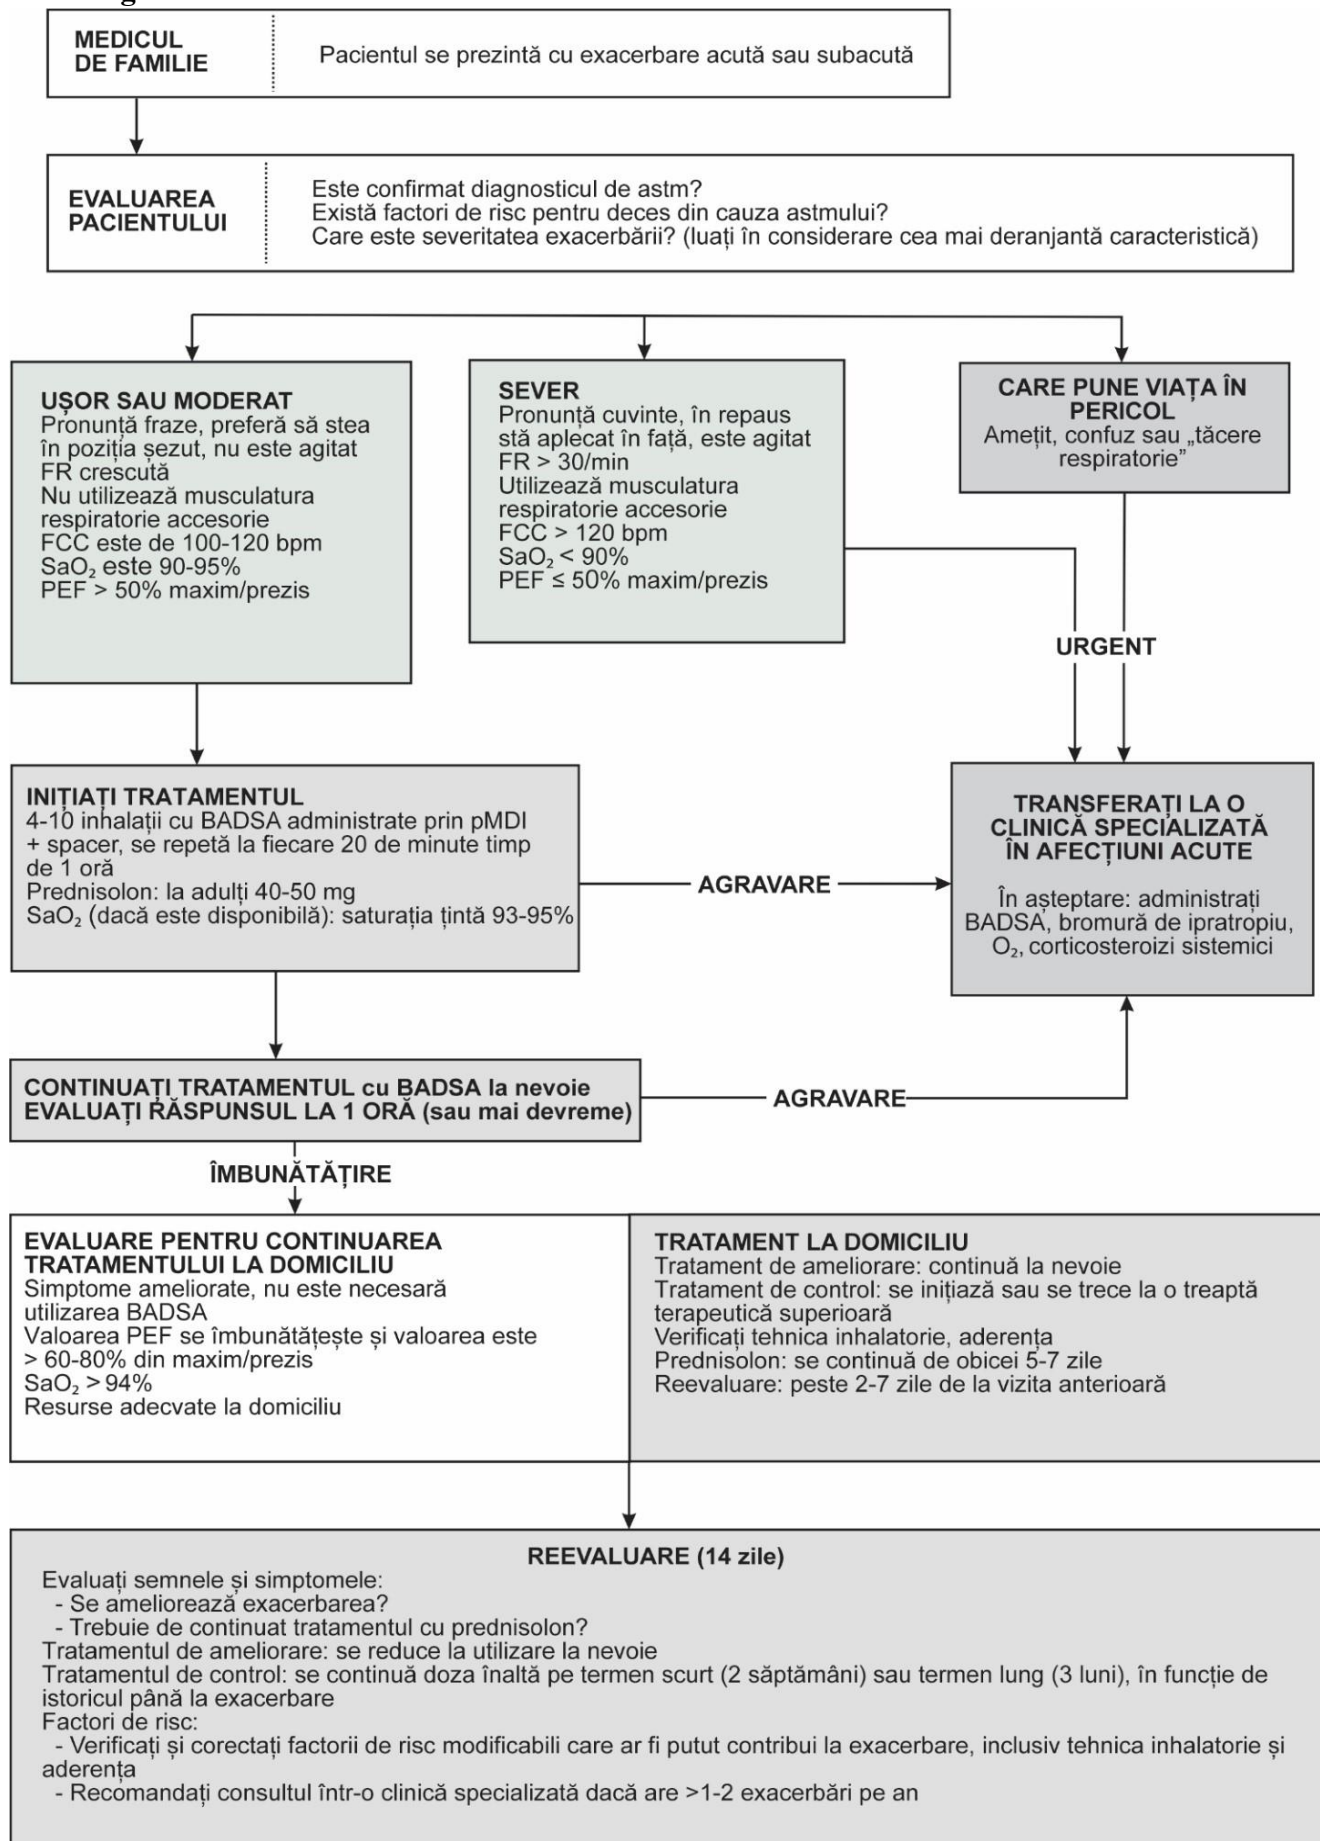 MEDICUL
DE FAMILIE
Pacientul se prezintă cu exacerbare acută sau subacută
EVALUAREA
PACIENTULUI
Este confirmat diagnosticul de astm?
Există factori de risc pentru deces din cauza astmului?
Care este severitatea exacerbării? (luați în considerare cea mai deranjantă caracteristică)
UȘOR SAU MODERAT
Pronunță fraze, preferă să stea
în poziția șezut, nu este agitat
FR crescută
Nu utilizează musculatura
respiratorie accesorie
FCC este de 100-120 bpm
SaO₂ este 90-95%
PEF > 50% maxim/prezis
SEVER
Pronunță cuvinte, în repaus
stă aplecat în față, este agitat
FR > 30/min
Utilizează musculatura
respiratorie accesorie
FCC > 120 bpm
SaO₂ < 90%
PEF ≤ 50% maxim/prezis
CARE PUNE VIAȚA ÎN
PERICOL
Amețit, confuz sau „tăcere
respiratorie”
URGENT
INIȚIAȚI TRATAMENTUL
4-10 inhalații cu BADSA administrate prin pMDI
+ spacer, se repetă la fiecare 20 de minute timp
de 1 oră
Prednisolon: la adulți 40-50 mg
SaO₂ (dacă este disponibilă): saturația țintă 93-95%
AGRAVARE
TRANSFERAȚI LA O
CLINICĂ SPECIALIZATĂ
ÎN AFECȚIUNI ACUTE
În așteptare: administrați
BADSA, bromură de ipratropiu,
O₂, corticosteroizi sistemici
CONTINUAȚI TRATAMENTUL cu BADSA la nevoie
EVALUAȚI RĂSPUNSUL LA 1 ORĂ (sau mai devreme)
AGRAVARE
ÎMBUNĂTĂȚIRE
EVALUARE PENTRU CONTINUAREA
TRATAMENTULUI LA DOMICILIU
Simptome ameliorate, nu este necesară
utilizarea BADSA
Valoarea PEF se îmbunătățește și valoarea este
> 60-80% din maxim/prezis
SaO₂ > 94%
Resurse adecvate la domiciliu
TRATAMENT LA DOMICILIU
Tratament de ameliorare: continuă la nevoie
Tratament de control: se inițiază sau se trece la o treaptă
terapeutică superioară
Verificați tehnica inhalatorie, aderența
Prednisolon: se continuă de obicei 5-7 zile
Reevaluare: peste 2-7 zile de la vizita anterioară
REEVALUARE (14 zile)
Evaluați semnele și simptomele:
- Se ameliorează exacerbarea?
- Trebuie de continuat tratamentul cu prednisolon?
Tratamentul de ameliorare: se reduce la utilizare la nevoie
Tratamentul de control: se continuă doza înaltă pe termen scurt (2 săptămâni) sau termen lung (3 luni), în funcție de
istoricul până la exacerbare
Factori de risc:
- Verificați și corectați factorii de risc modificabili care ar fi putut contribui la exacerbare, inclusiv tehnica inhalatorie și
aderența
- Recomandați consultul într-o clinică specializată dacă are >1-2 exacerbări pe an